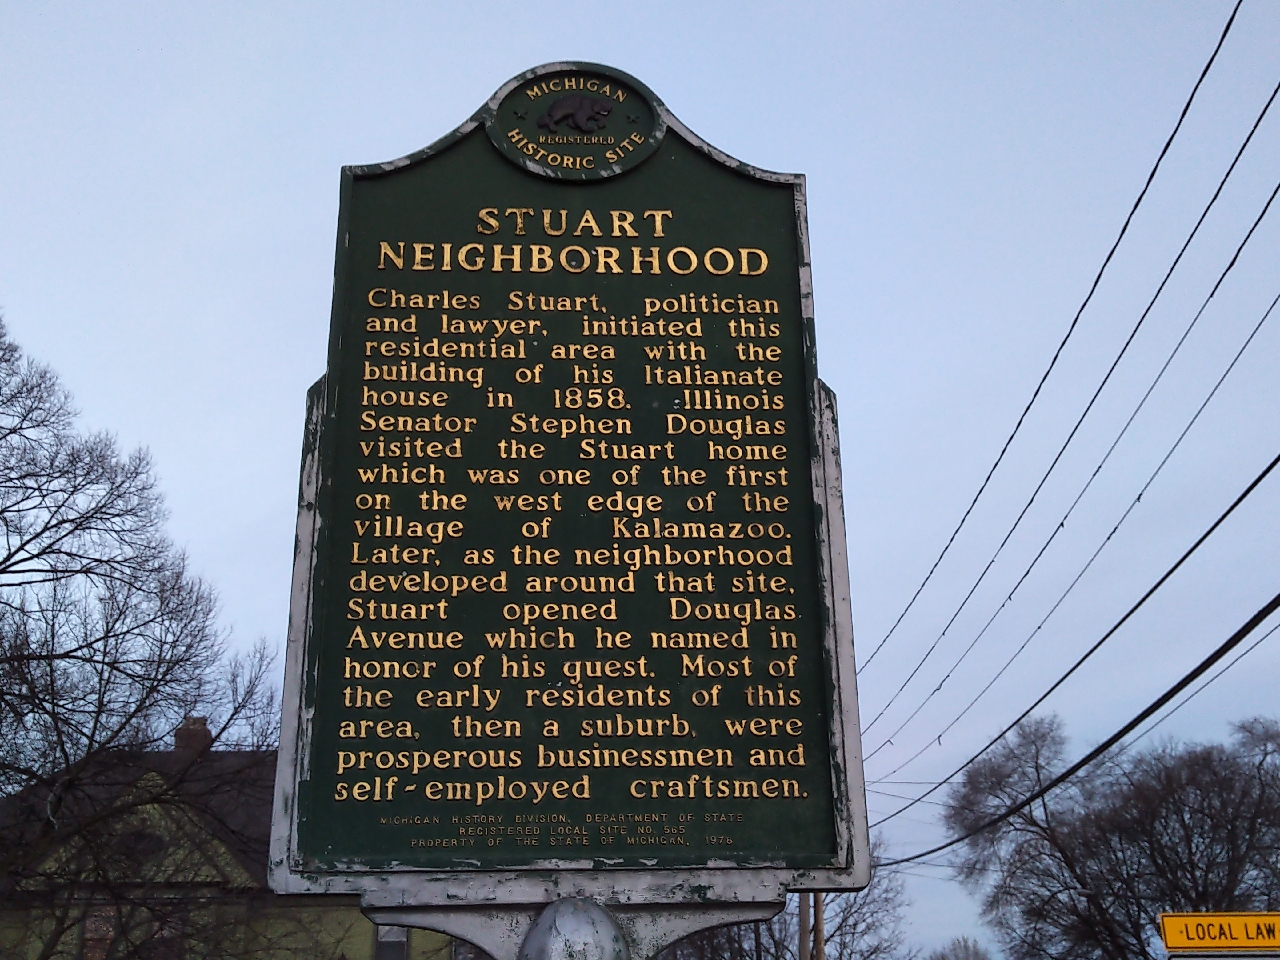 MICHIGAN
REGISTERED
HISTORIC SITE
STUART
NEIGHBORHOOD
Charles Stuart, politician
and lawyer, initiated this
residential area with the
building of his Italianate
house in 1858. Illinois
Senator Stephen Douglas
visited the Stuart home
which was one of the first
on the west edge of the
village of Kalamazoo.
Later, as the neighborhood
developed around that site,
Stuart opened Douglas
Avenue which he named in
honor of his guest. Most of
the early residents of this
area, then a suburb, were
prosperous businessmen and
self-employed craftsmen.
MICHIGAN HISTORY DIVISION, DEPARTMENT OF STATE
REGISTERED LOCAL SITE NO. 565
PROPERTY OF THE STATE OF MICHIGAN, 1978
LOCAL LAW